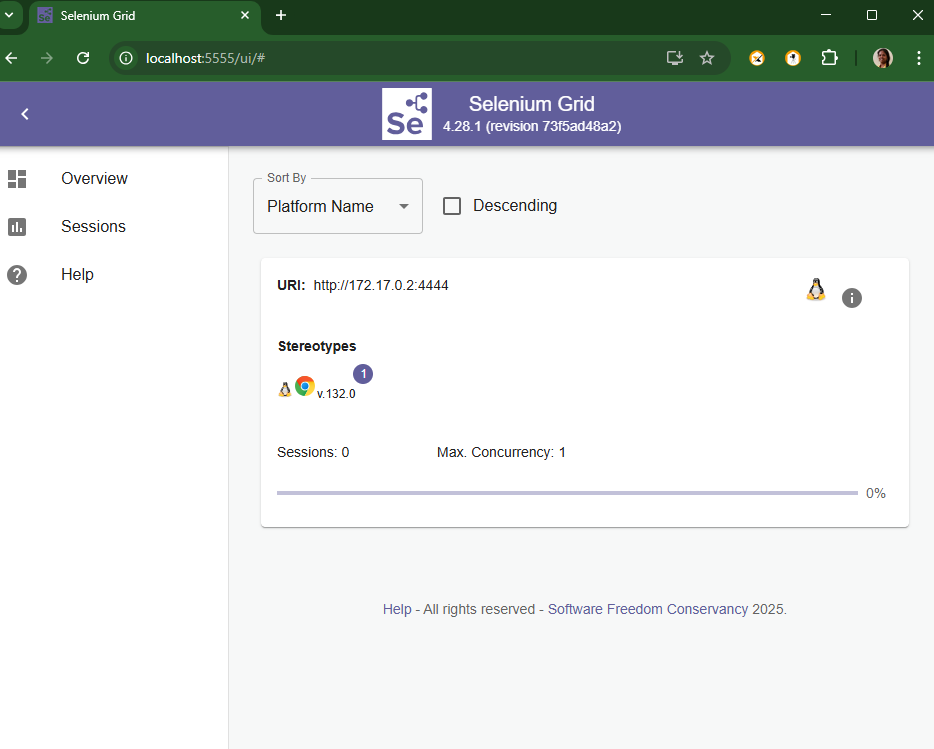 Selenium Grid
localhost:5555/ui/#
Se
Selenium Grid
4.28.1 (revision 73f5ad48a2)
Overview
Sessions
Help
Sort By
Platform Name
Descending
URI: http://172.17.0.2:4444
Stereotypes
1
v.132.0
Sessions: 0
Max. Concurrency: 1
0%
Help - All rights reserved - Software Freedom Conservancy 2025.